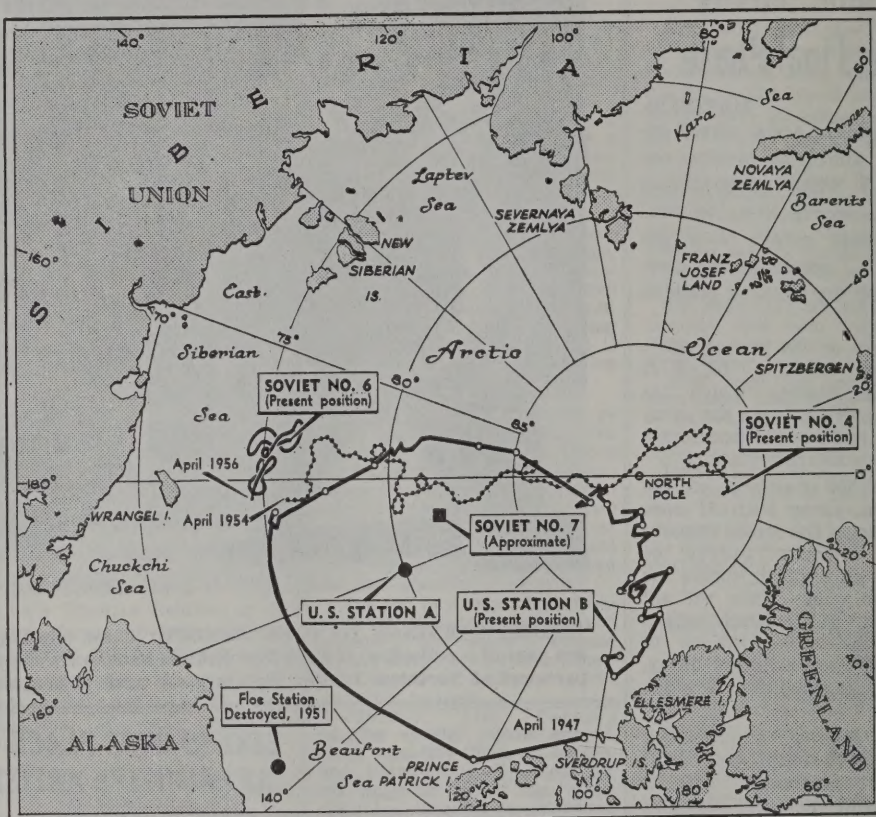 140°
120°
100°
80°
60°
SIBERIA
SOVIET
UNION
Kara
Sea
NOVAYA
ZEMLYA
Barents
Sea
Laptev
Sea
SEVERNAYA
ZEMLYA
FRANZ
JOSEF
LAND
40°
160°
NEW
SIBERIAN
IS.
East
Siberian
Sea
70°
75°
80°
85°
Arctic
Ocean
SPITZBERGEN
20°
SOVIET NO. 6
(Present position)
SOVIET NO. 4
(Present position)
April 1956
180°
WRANGEL I.
April 1954
NORTH
POLE
0°
SOVIET NO. 7
(Approximate)
Chuckchi
Sea
20°
U. S. STATION A
U. S. STATION B
(Present position)
GREENLAND
40°
160°
ALASKA
Floe Station
Destroyed, 1951
Beaufort
Sea
April 1947
ELLESMERE I.
PRINCE
PATRICK I.
SVERDRUP IS.
140°
120°
100°
80°
60°